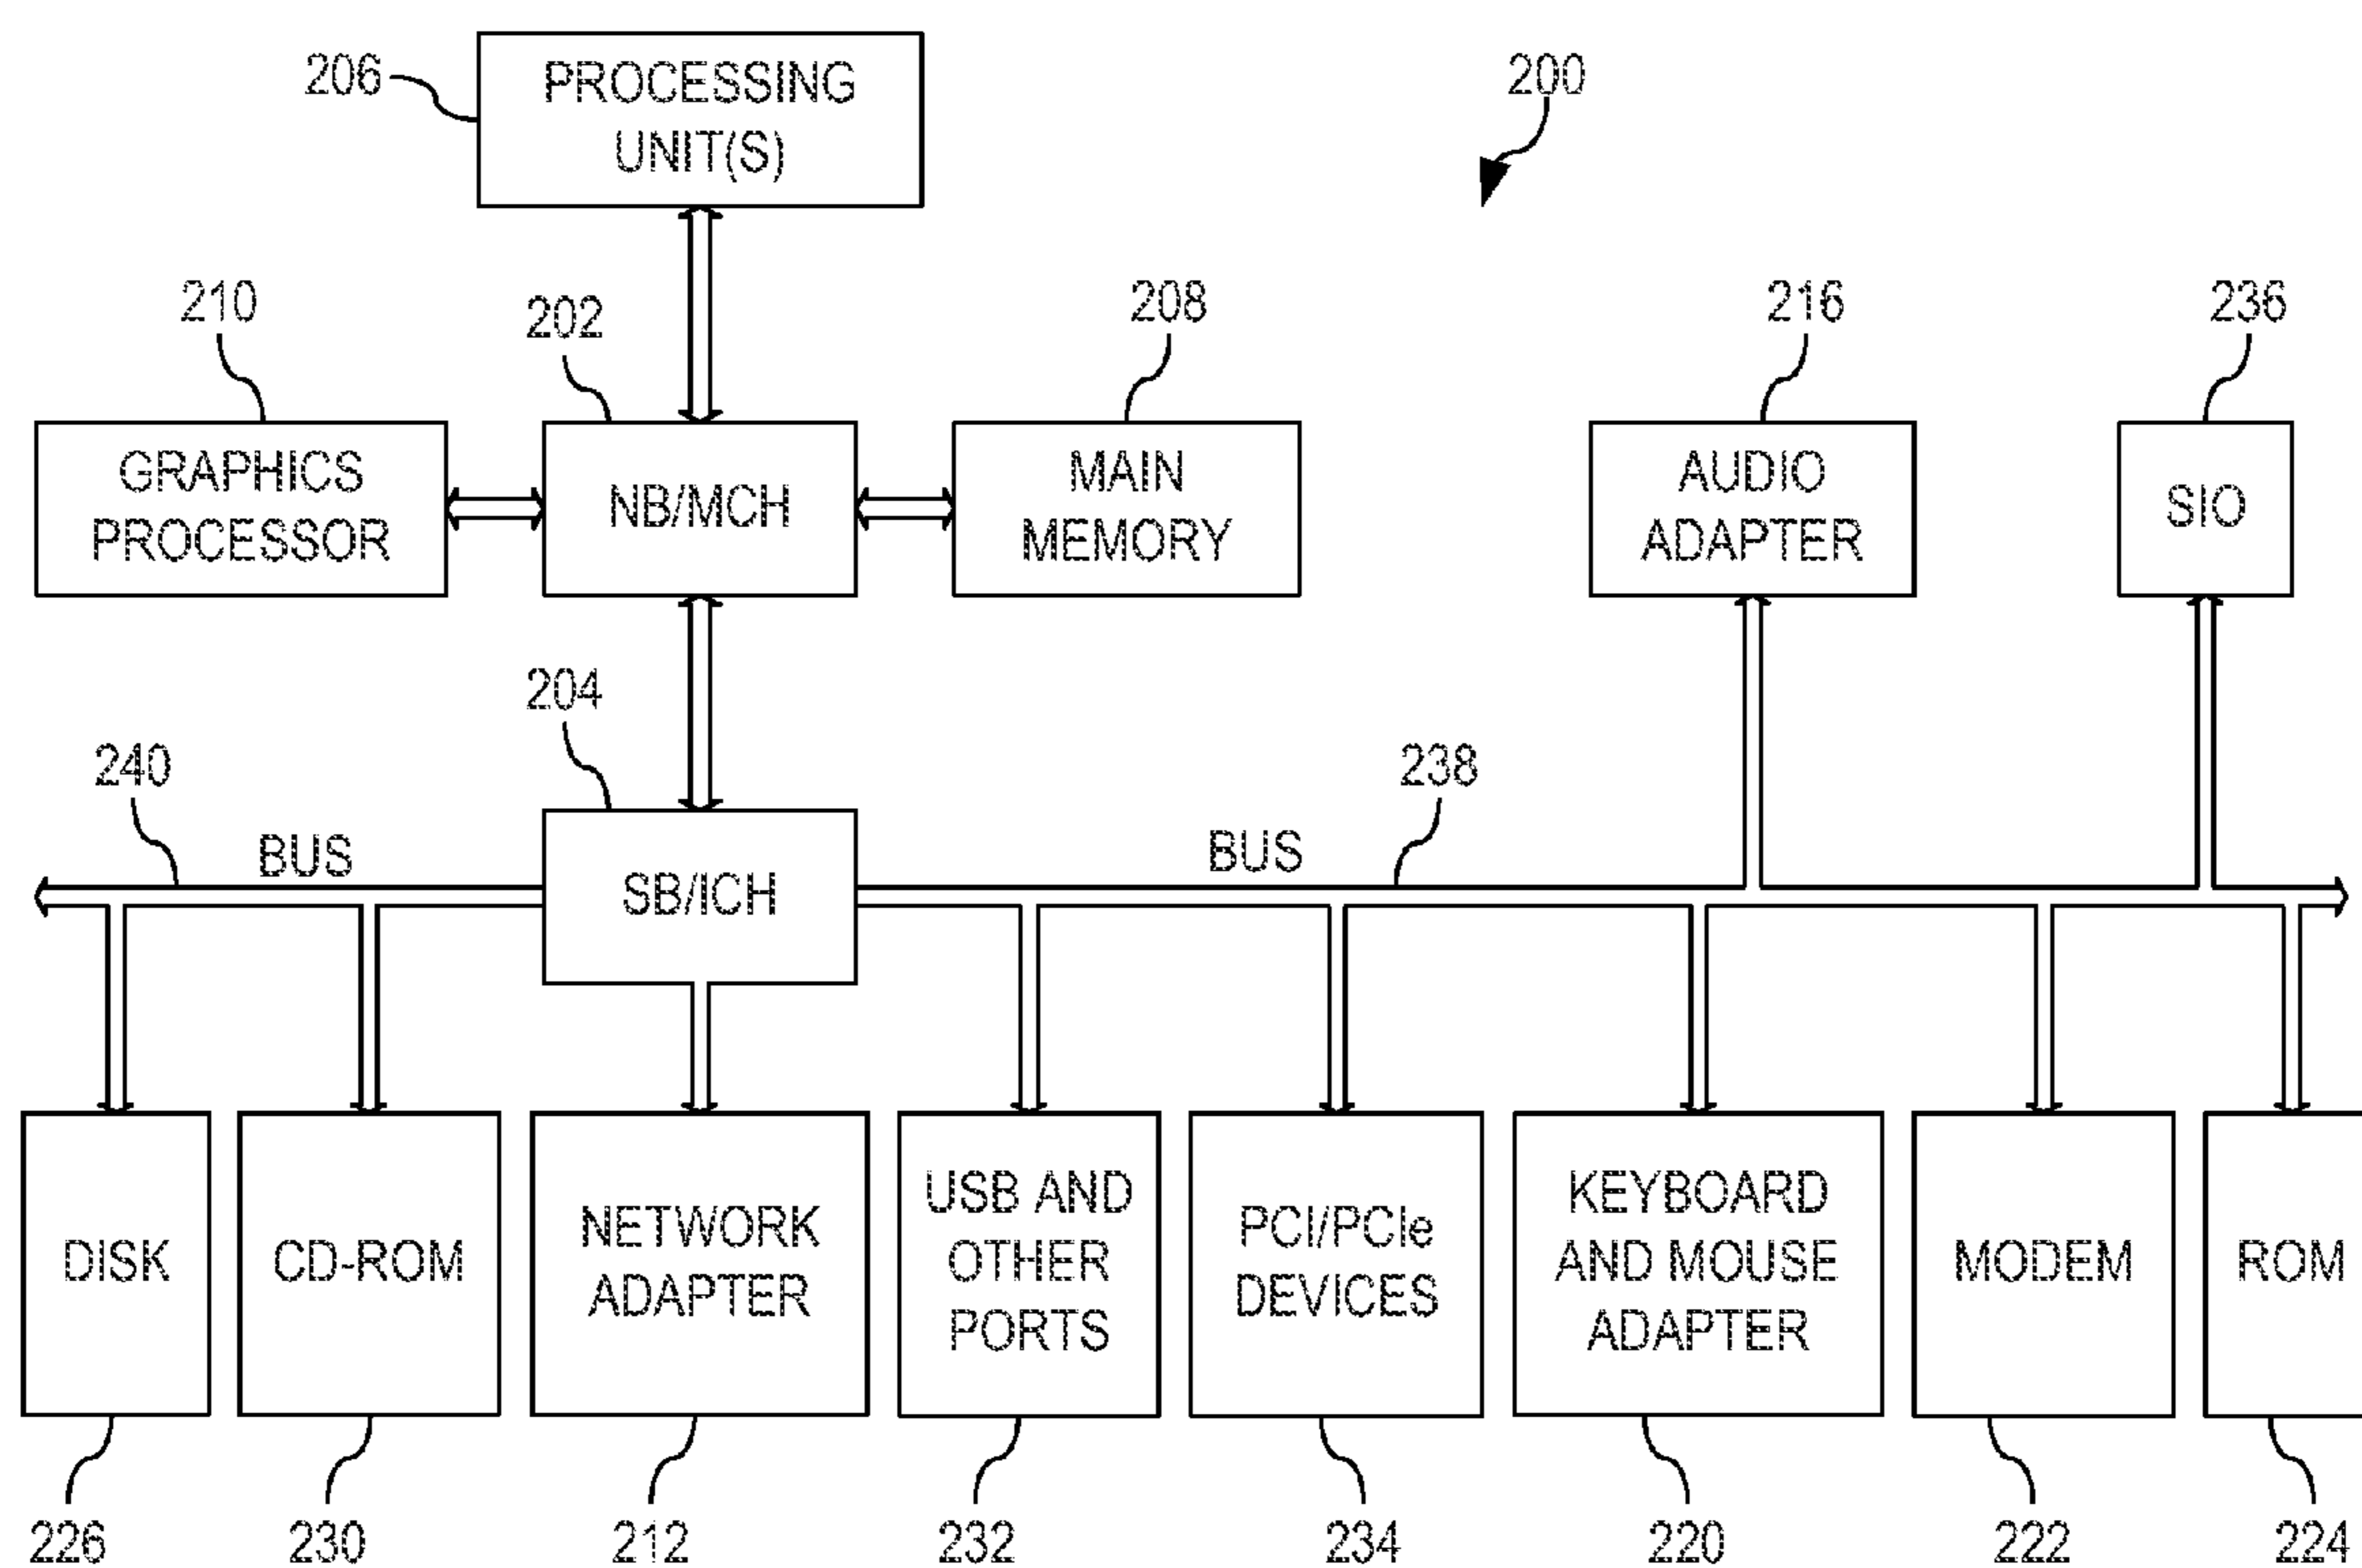 206
PROCESSING
UNIT(S)
200
210
202
208
216
236
GRAPHICS
PROCESSOR
NB/MCH
MAIN
MEMORY
AUDIO
ADAPTER
SIO
204
240
238
BUS
SB/ICH
BUS
DISK
CD-ROM
NETWORK
ADAPTER
USB AND
OTHER
PORTS
PCI/PCIe
DEVICES
KEYBOARD
AND MOUSE
ADAPTER
MODEM
ROM
226
230
212
232
234
220
222
224